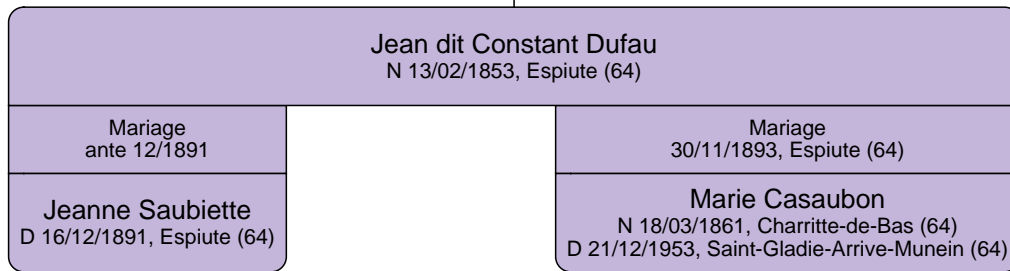 Jean dit Constant Dufau
N 13/02/1853, Espiute (64)
Mariage
ante 12/1891
Jeanne Saubiette
D 16/12/1891, Espiute (64)
Mariage
30/11/1893, Espiute (64)
Marie Casaubon
N 18/03/1861, Charritte-de-Bas (64)
D 21/12/1953, Saint-Gladie-Arrive-Munein (64)